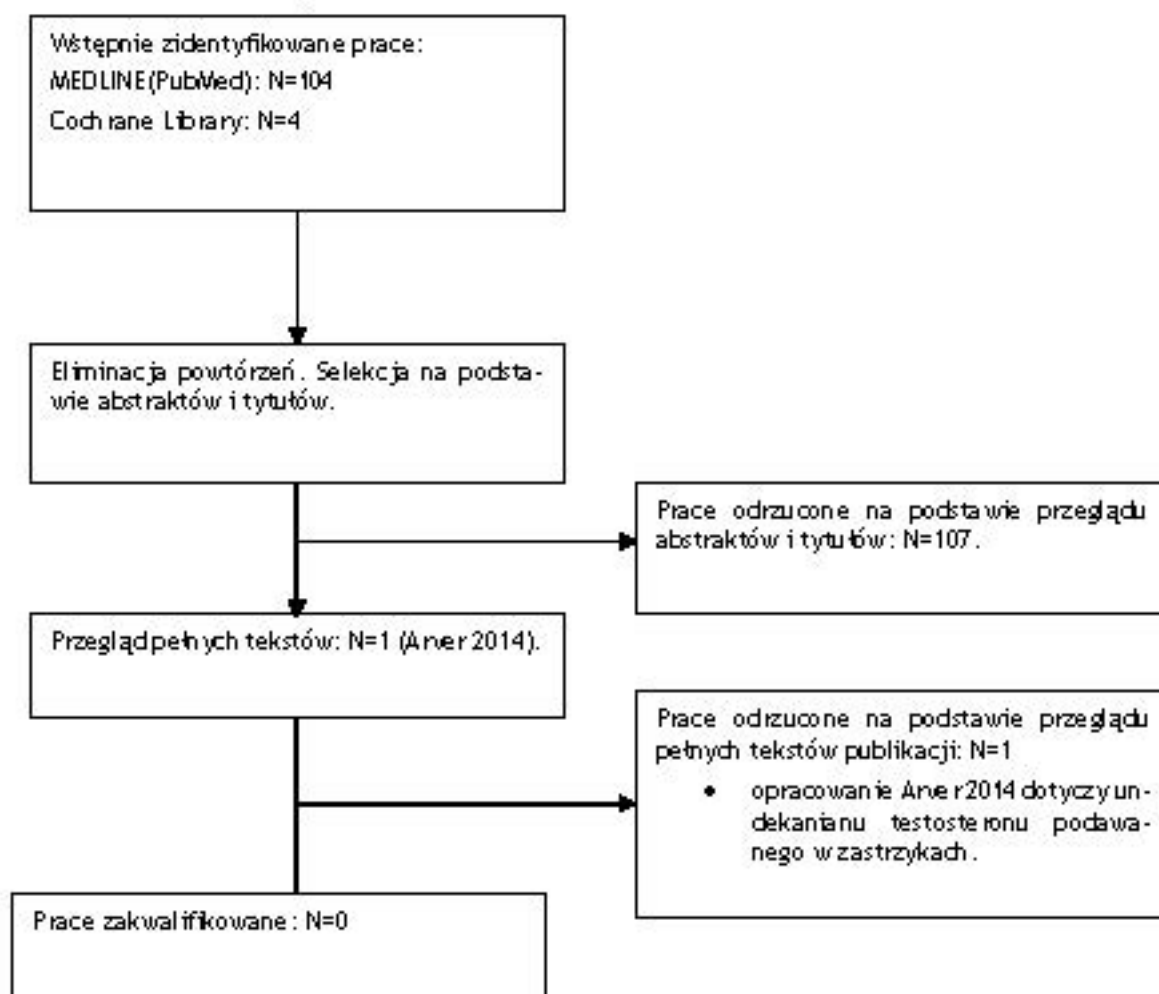 Wstępnie zidentyfikowane prace:
MEDLINE(PubMed): N=104
Cochrane Library: N=4
Eliminacja powtórzeń. Selekcja na podsta-
wie abstraktów i tytułów.
Prace odrzucone na podstawie przeglądu
abstraktów i tytułów: N=107.
Przegląd pełnych tekstów: N=1 (Arver 2014).
Prace odrzucone na podstawie przeglądu
pełnych tekstów publikacji: N=1
• opracowanie Arver 2014 dotyczy un-
dekanianu testosteronu podawa-
nego w zastrzykach.
Prace zakwalifikowane: N=0